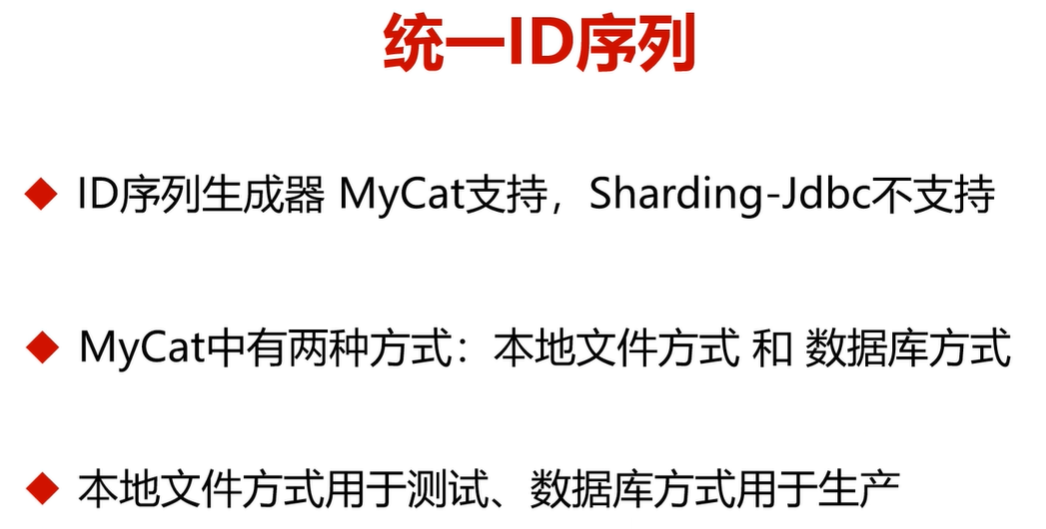 统一ID序列
ID序列生成器 MyCat支持，Sharding-Jdbc不支持
MyCat中有两种方式：本地文件方式 和 数据库方式
本地文件方式用于测试、数据库方式用于生产